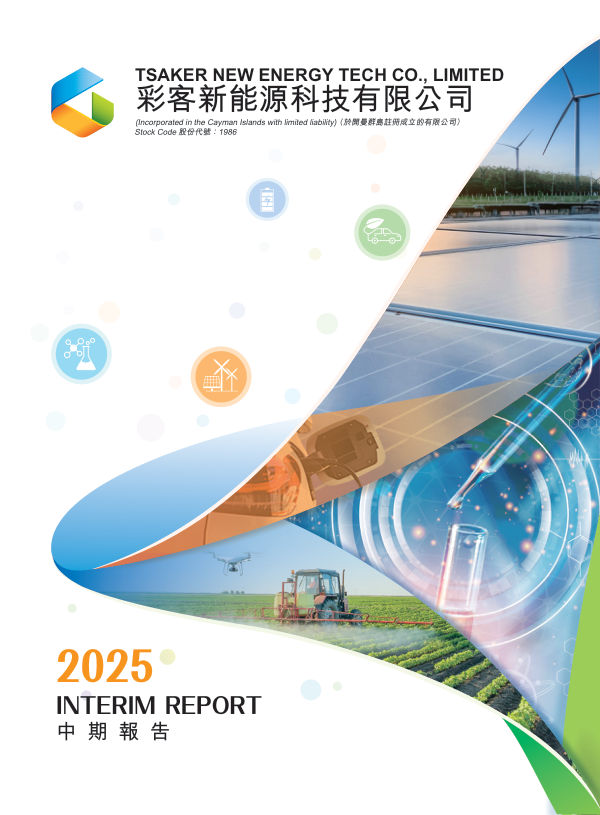 TSAKER NEW ENERGY TECH CO., LIMITED
彩客新能源科技有限公司
(Incorporated in the Cayman Islands with limited liability)（於開曼群島註冊成立的有限公司）
Stock Code 股份代號：1986
2025
INTERIM REPORT
中期報告